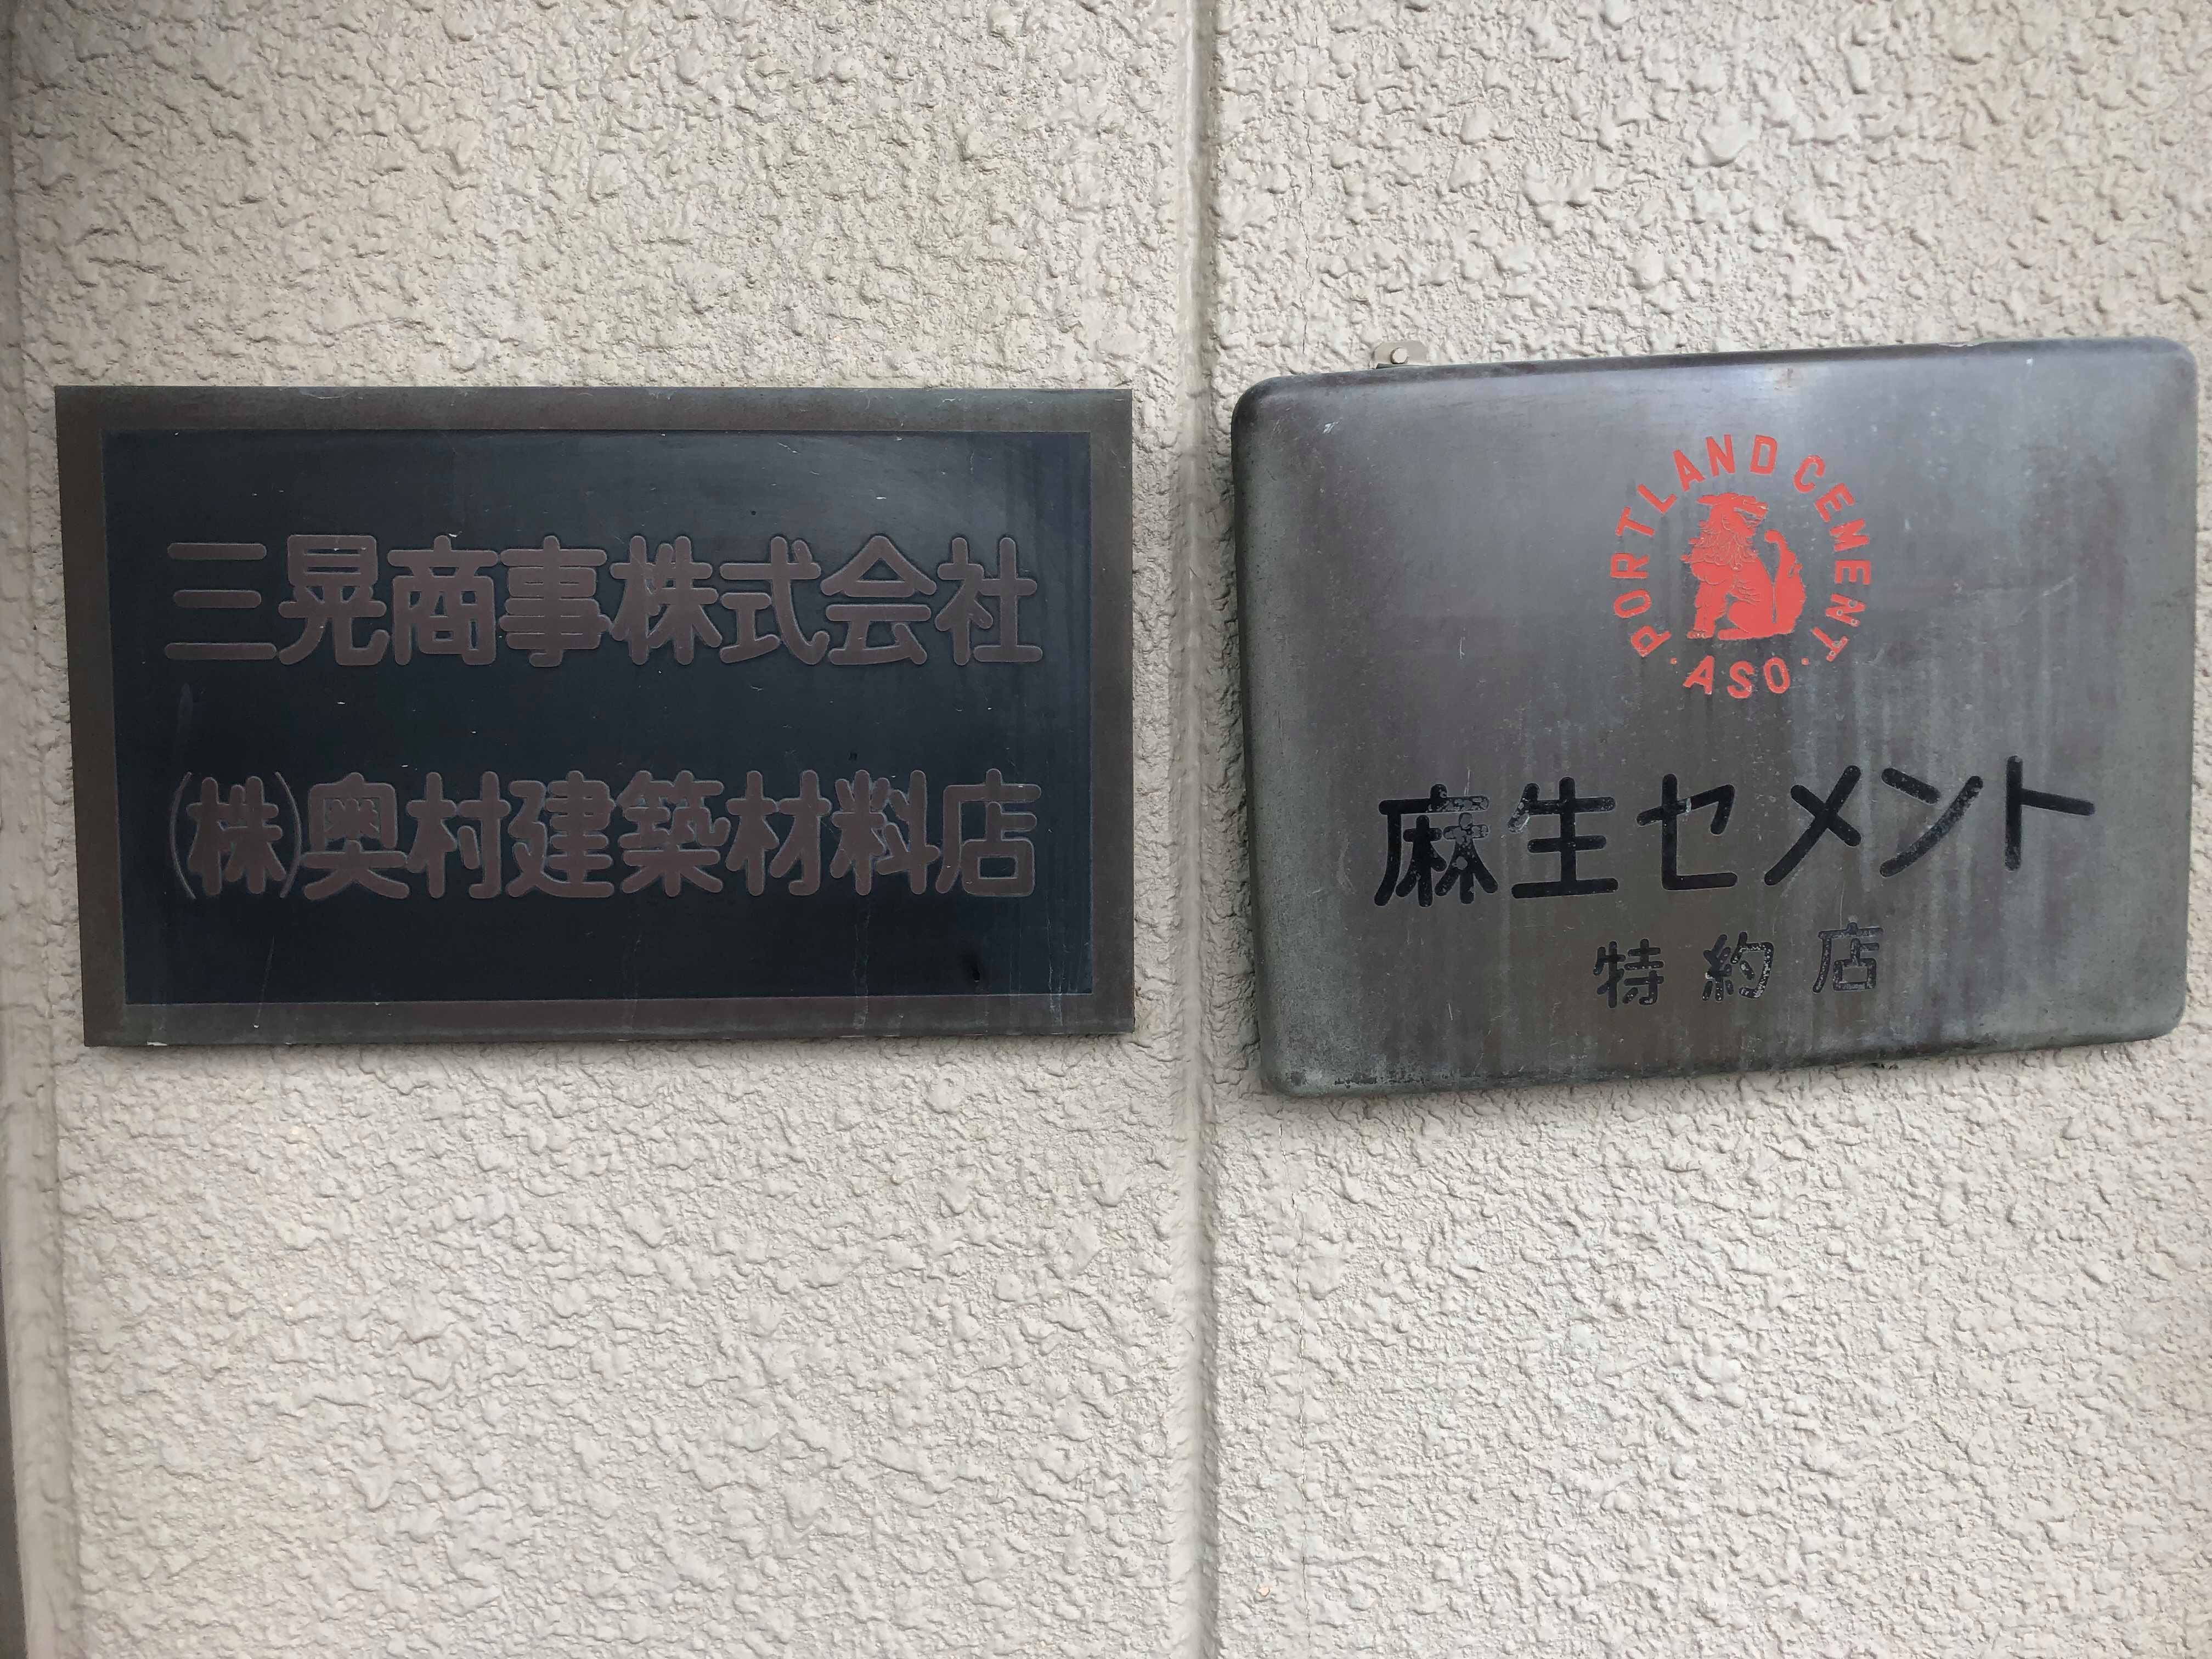 三晃商事株式会社
(株)奥村建築材料店
PORTLAND CEMENT
・ASO・
麻生セメント
特約店